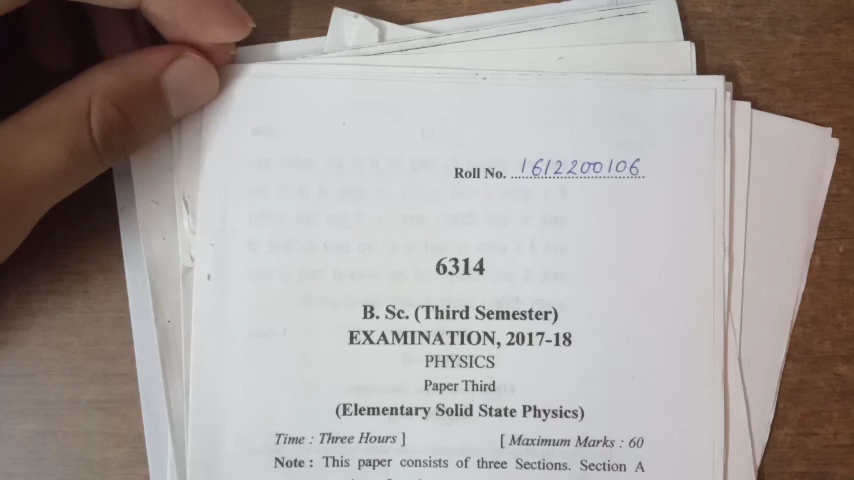 Roll No. 1612200106
6314
B. Sc. (Third Semester)
EXAMINATION, 2017-18
PHYSICS
Paper Third
(Elementary Solid State Physics)
Time : Three Hours ] [ Maximum Marks : 60
Note : This paper consists of three Sections. Section A